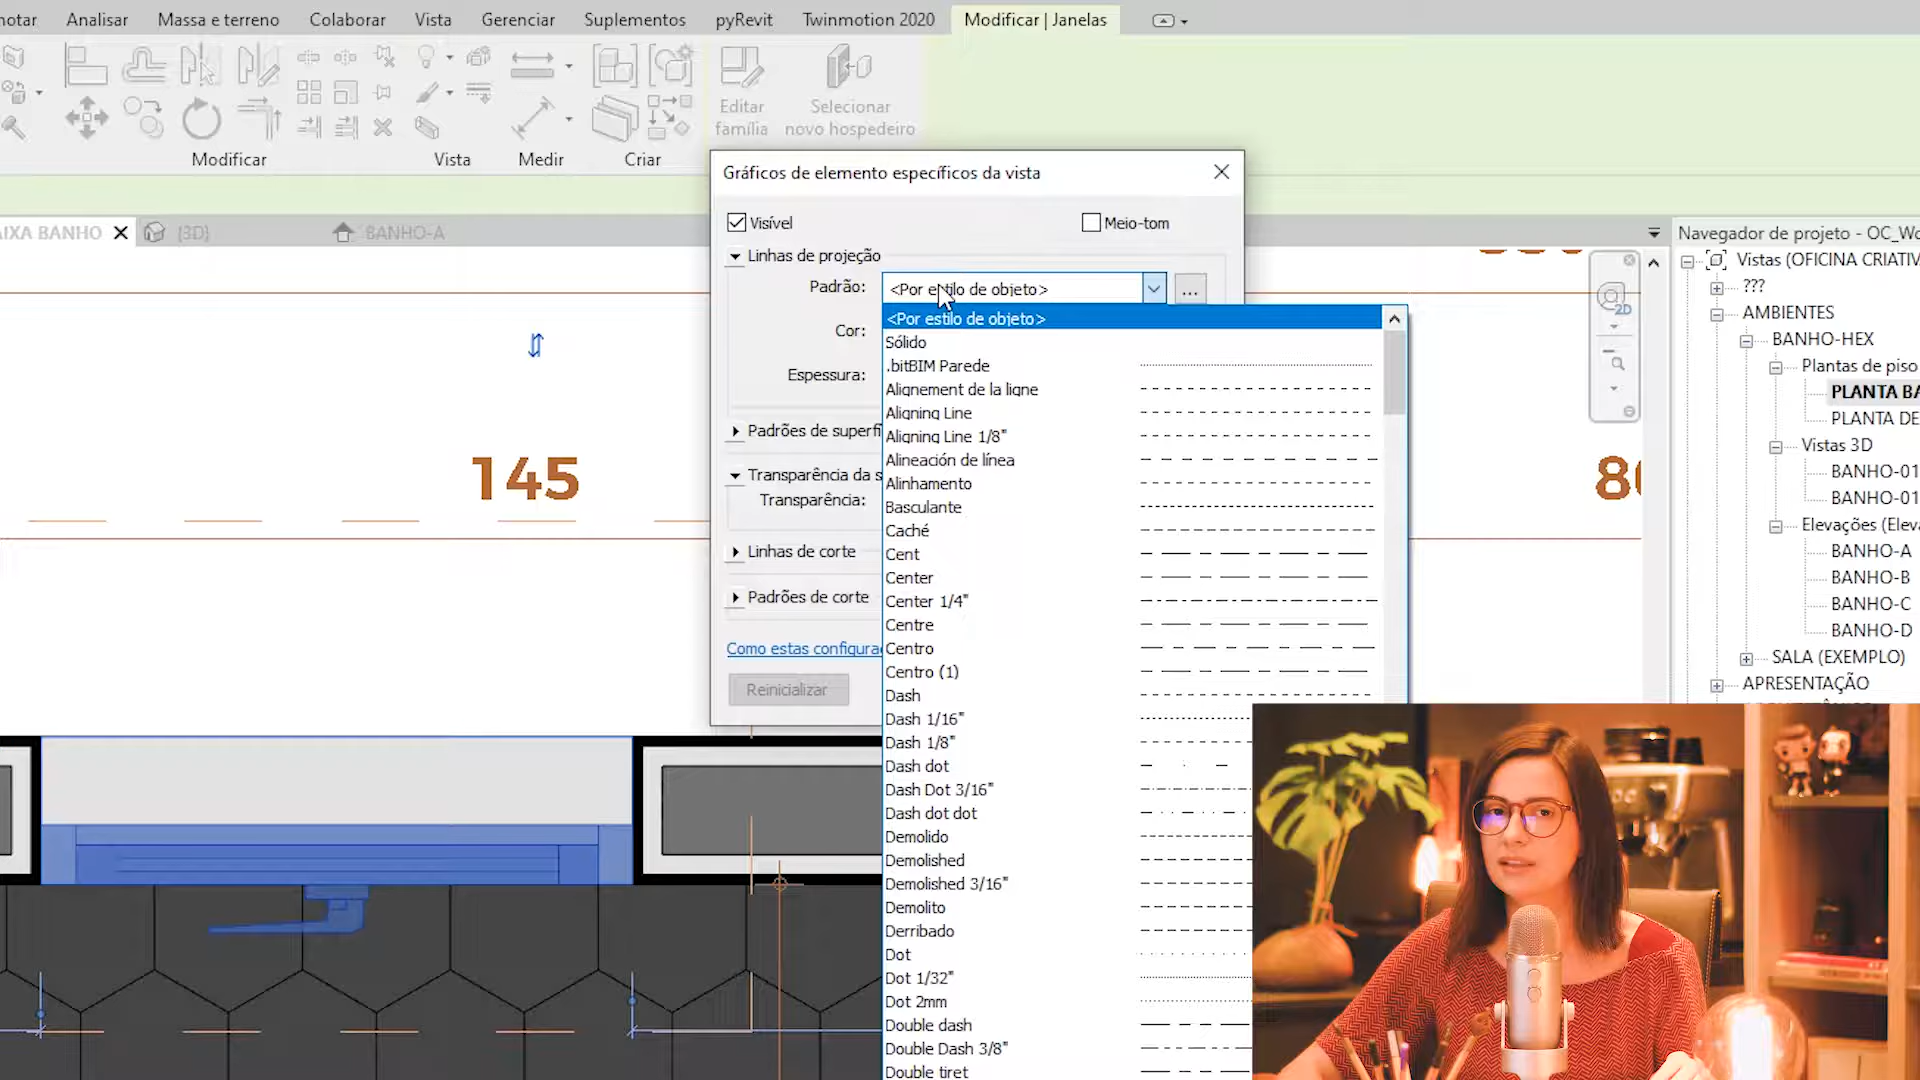 Analisar Massa e terreno Colaborar Vista Gerenciar Suplementos pyRevit Twinmotion 2020 Modificar | Janelas
Editar família
Selecionar novo hospedeiro
Modificar Vista Medir Criar
Gráficos de elemento específicos da vista
AIXA BANHO {3D} BANHO-A
Navegador de projeto - OC_Wo
Visível Meio-tom
Linhas de projeção
Padrão: <Por estilo de objeto> ...
Cor:
Espessura:
Padrões de superfí
Transparência da s
Transparência:
Linhas de corte
Padrões de corte
Como estas configuraç
Reinicializar
<Por estilo de objeto>
Sólido
.bitBIM Parede
Alignement de la ligne
Aligning Line
Aligning Line 1/8"
Alineación de línea
Alinhamento
Basculante
Caché
Cent
Center
Center 1/4"
Centre
Centro
Centro (1)
Dash
Dash 1/16"
Dash 1/8"
Dash dot
Dash Dot 3/16"
Dash dot dot
Demolido
Demolished
Demolished 3/16"
Demolito
Derribado
Dot
Dot 1/32"
Dot 2mm
Double dash
Double Dash 3/8"
Double tiret
145
2D
Vistas (OFICINA CRIATIV
???
AMBIENTES
BANHO-HEX
Plantas de piso
PLANTA BA
PLANTA DE
Vistas 3D
BANHO-01
BANHO-01
Elevações (Elev
BANHO-A
BANHO-B
BANHO-C
BANHO-D
SALA (EXEMPLO)
APRESENTAÇÃO